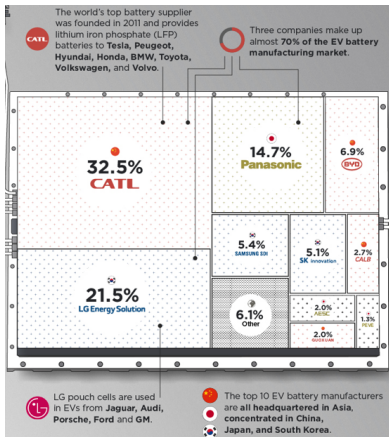 The world's top battery supplier
was founded in 2011 and provides
lithium iron phosphate (LFP)
batteries to Tesla, Peugeot,
Hyundai, Honda, BMW, Toyota,
Volkswagen, and Volvo.
CATL
Three companies make up
almost 70% of the EV battery
manufacturing market.
32.5%
CATL
14.7%
Panasonic
6.9%
BYD
5.4%
SAMSUNG SDI
5.1%
SK innovation
2.7%
CALB
21.5%
LG Energy Solution
6.1%
Other
2.0%
AESC
2.0%
GUOXUAN
1.3%
PEVE
LG
LG pouch cells are used
in EVs from Jaguar, Audi,
Porsche, Ford and GM.
The top 10 EV battery manufacturers
are all headquartered in Asia,
concentrated in China,
Japan, and South Korea.